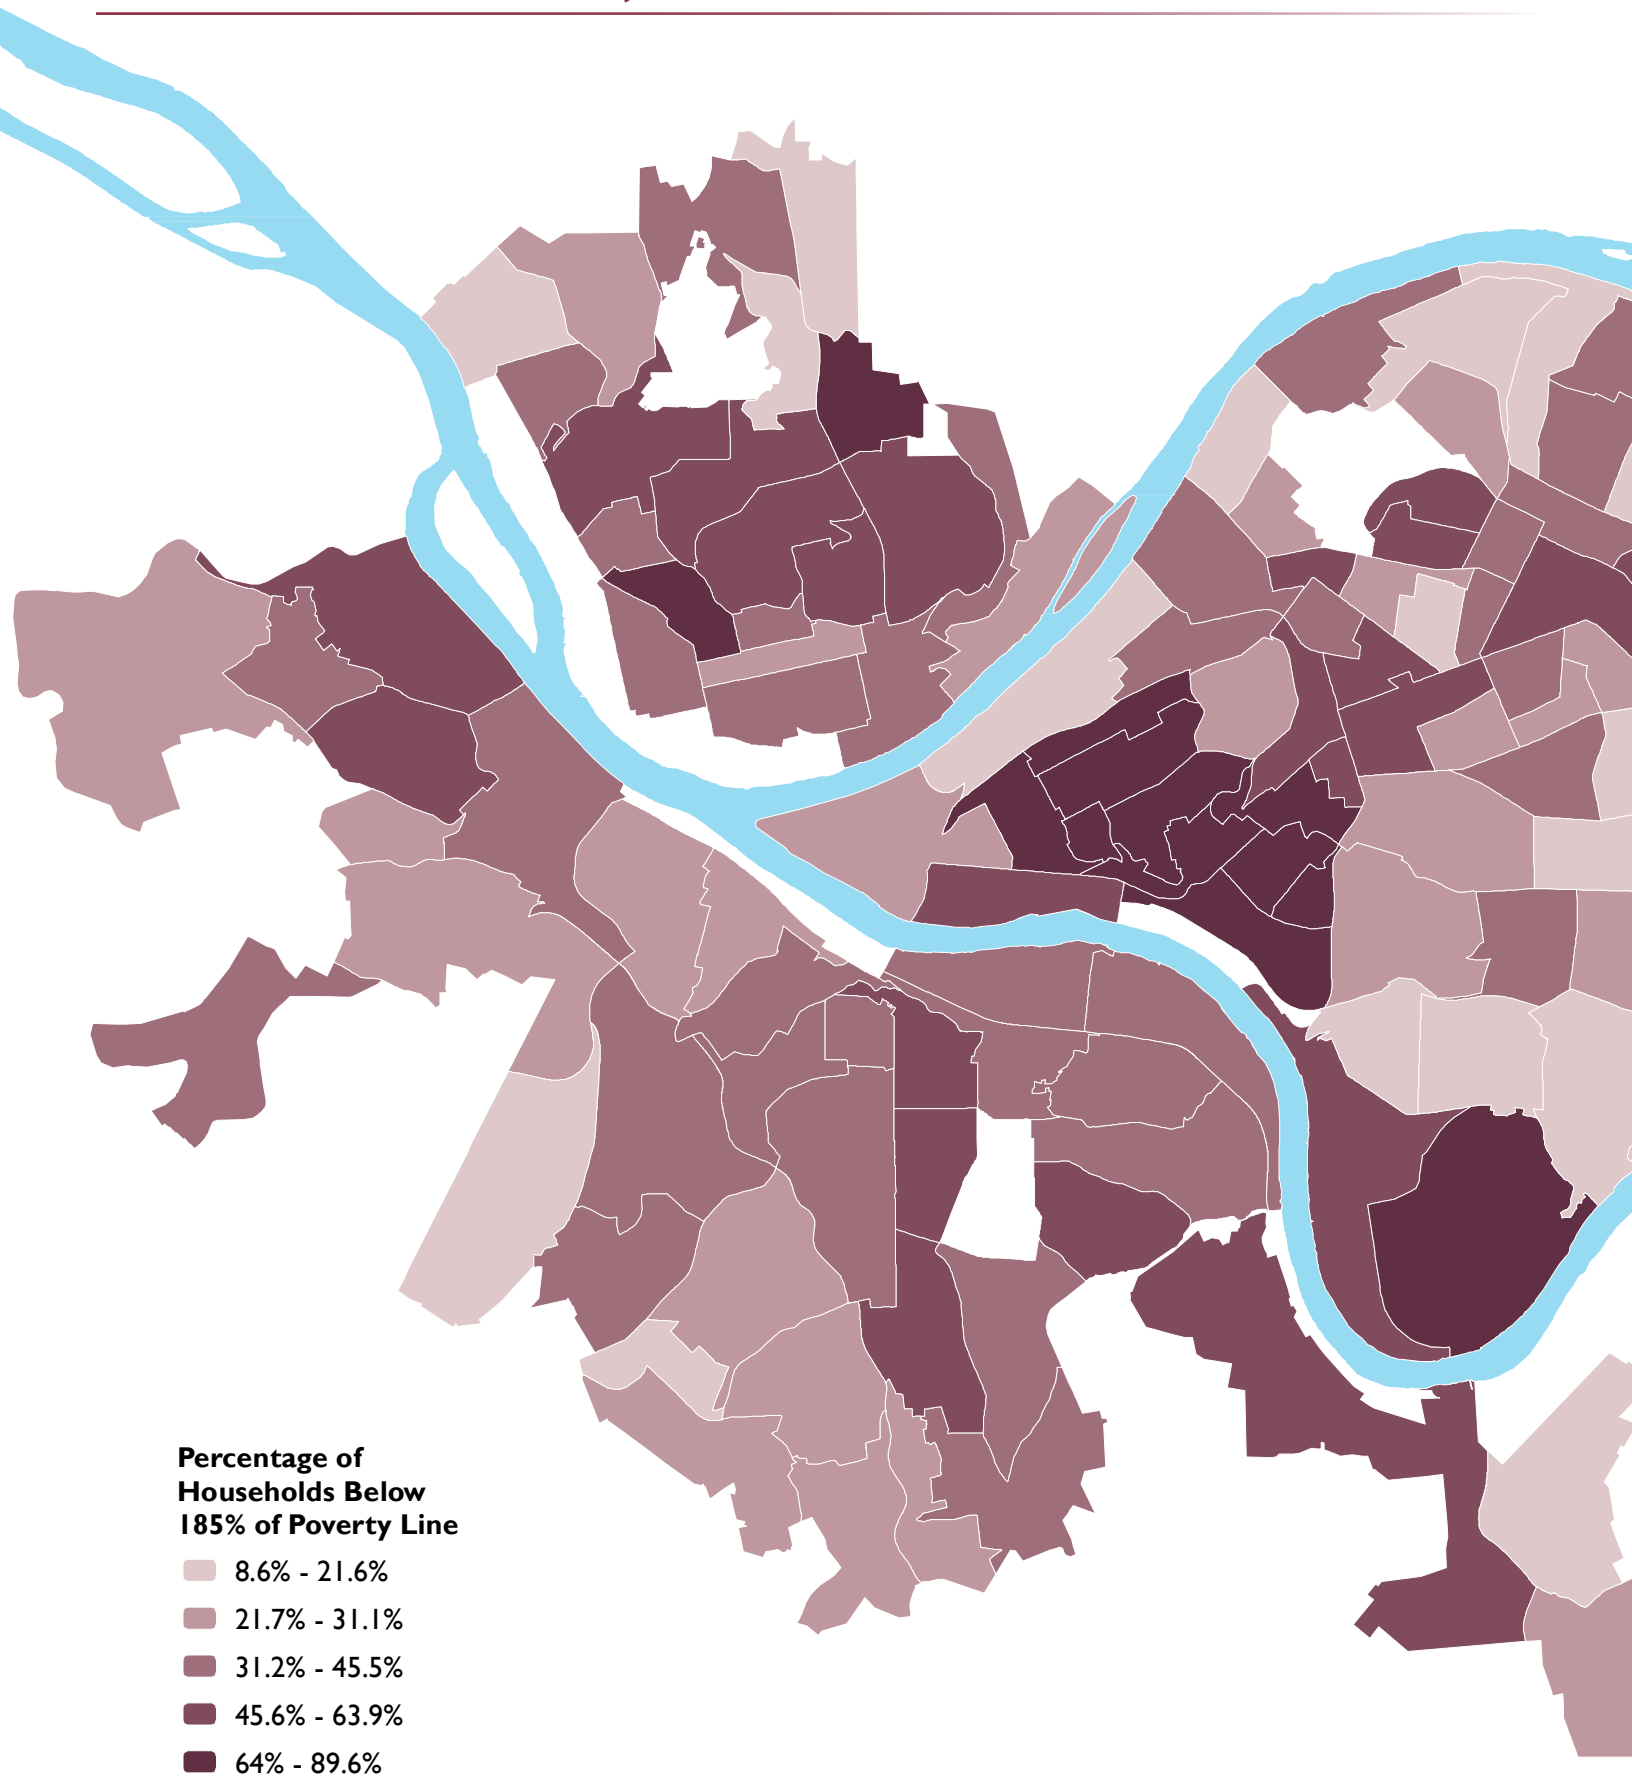 Percentage of
Households Below
185% of Poverty Line
8.6% - 21.6%
21.7% - 31.1%
31.2% - 45.5%
45.6% - 63.9%
64% - 89.6%